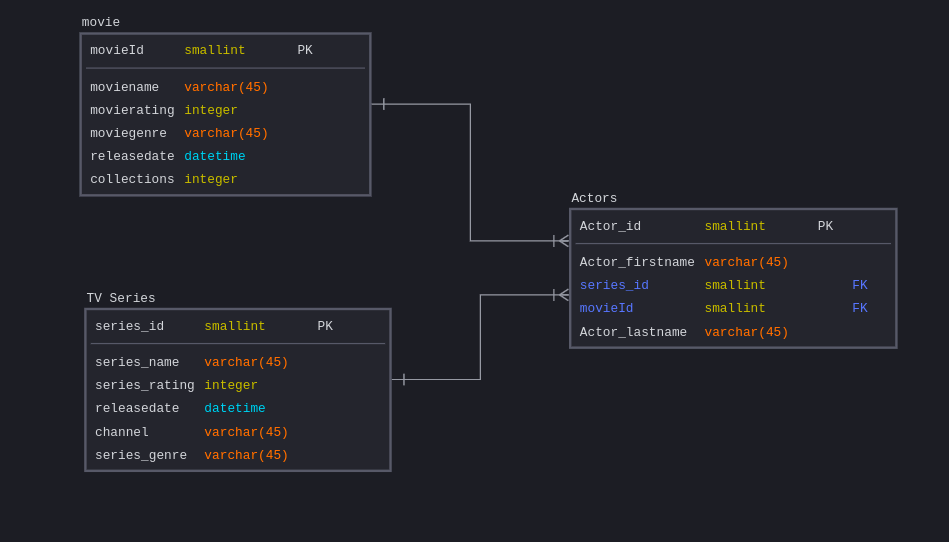 movie
movieId smallint PK
moviename varchar(45)
movierating integer
moviegenre varchar(45)
releasedate datetime
collections integer
Actors
Actor_id smallint PK
Actor_firstname varchar(45)
series_id smallint FK
movieId smallint FK
Actor_lastname varchar(45)
TV Series
series_id smallint PK
series_name varchar(45)
series_rating integer
releasedate datetime
channel varchar(45)
series_genre varchar(45)